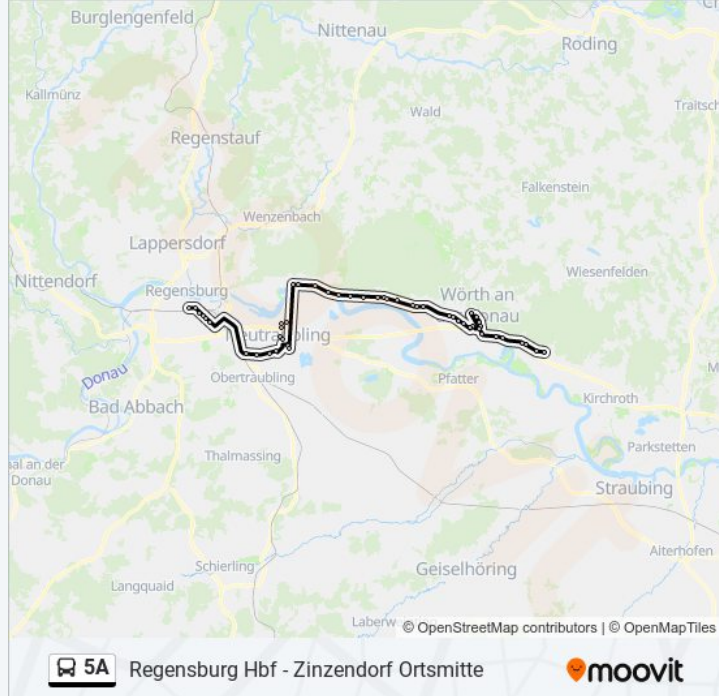 Burglengenfeld
Nittenau
Roding
Kallmünz
Wald
Traitsch
Regenstauf
Falkenstein
Wenzenbach
Lappersdorf
Wiesenfelden
Nittendorf
Regensburg
Wörth an
Donau
Neutraubling
Obertraubling
Pfatter
Donau
Bad Abbach
Kirchroth
Parkstetten
Thalmassing
al an der
Donau
Straubing
Aiterhofen
Schierling
Geiselhöring
Langquaid
Laberw
© OpenStreetMap contributors | © OpenMapTiles
5A Regensburg Hbf - Zinzendorf Ortsmitte moovit